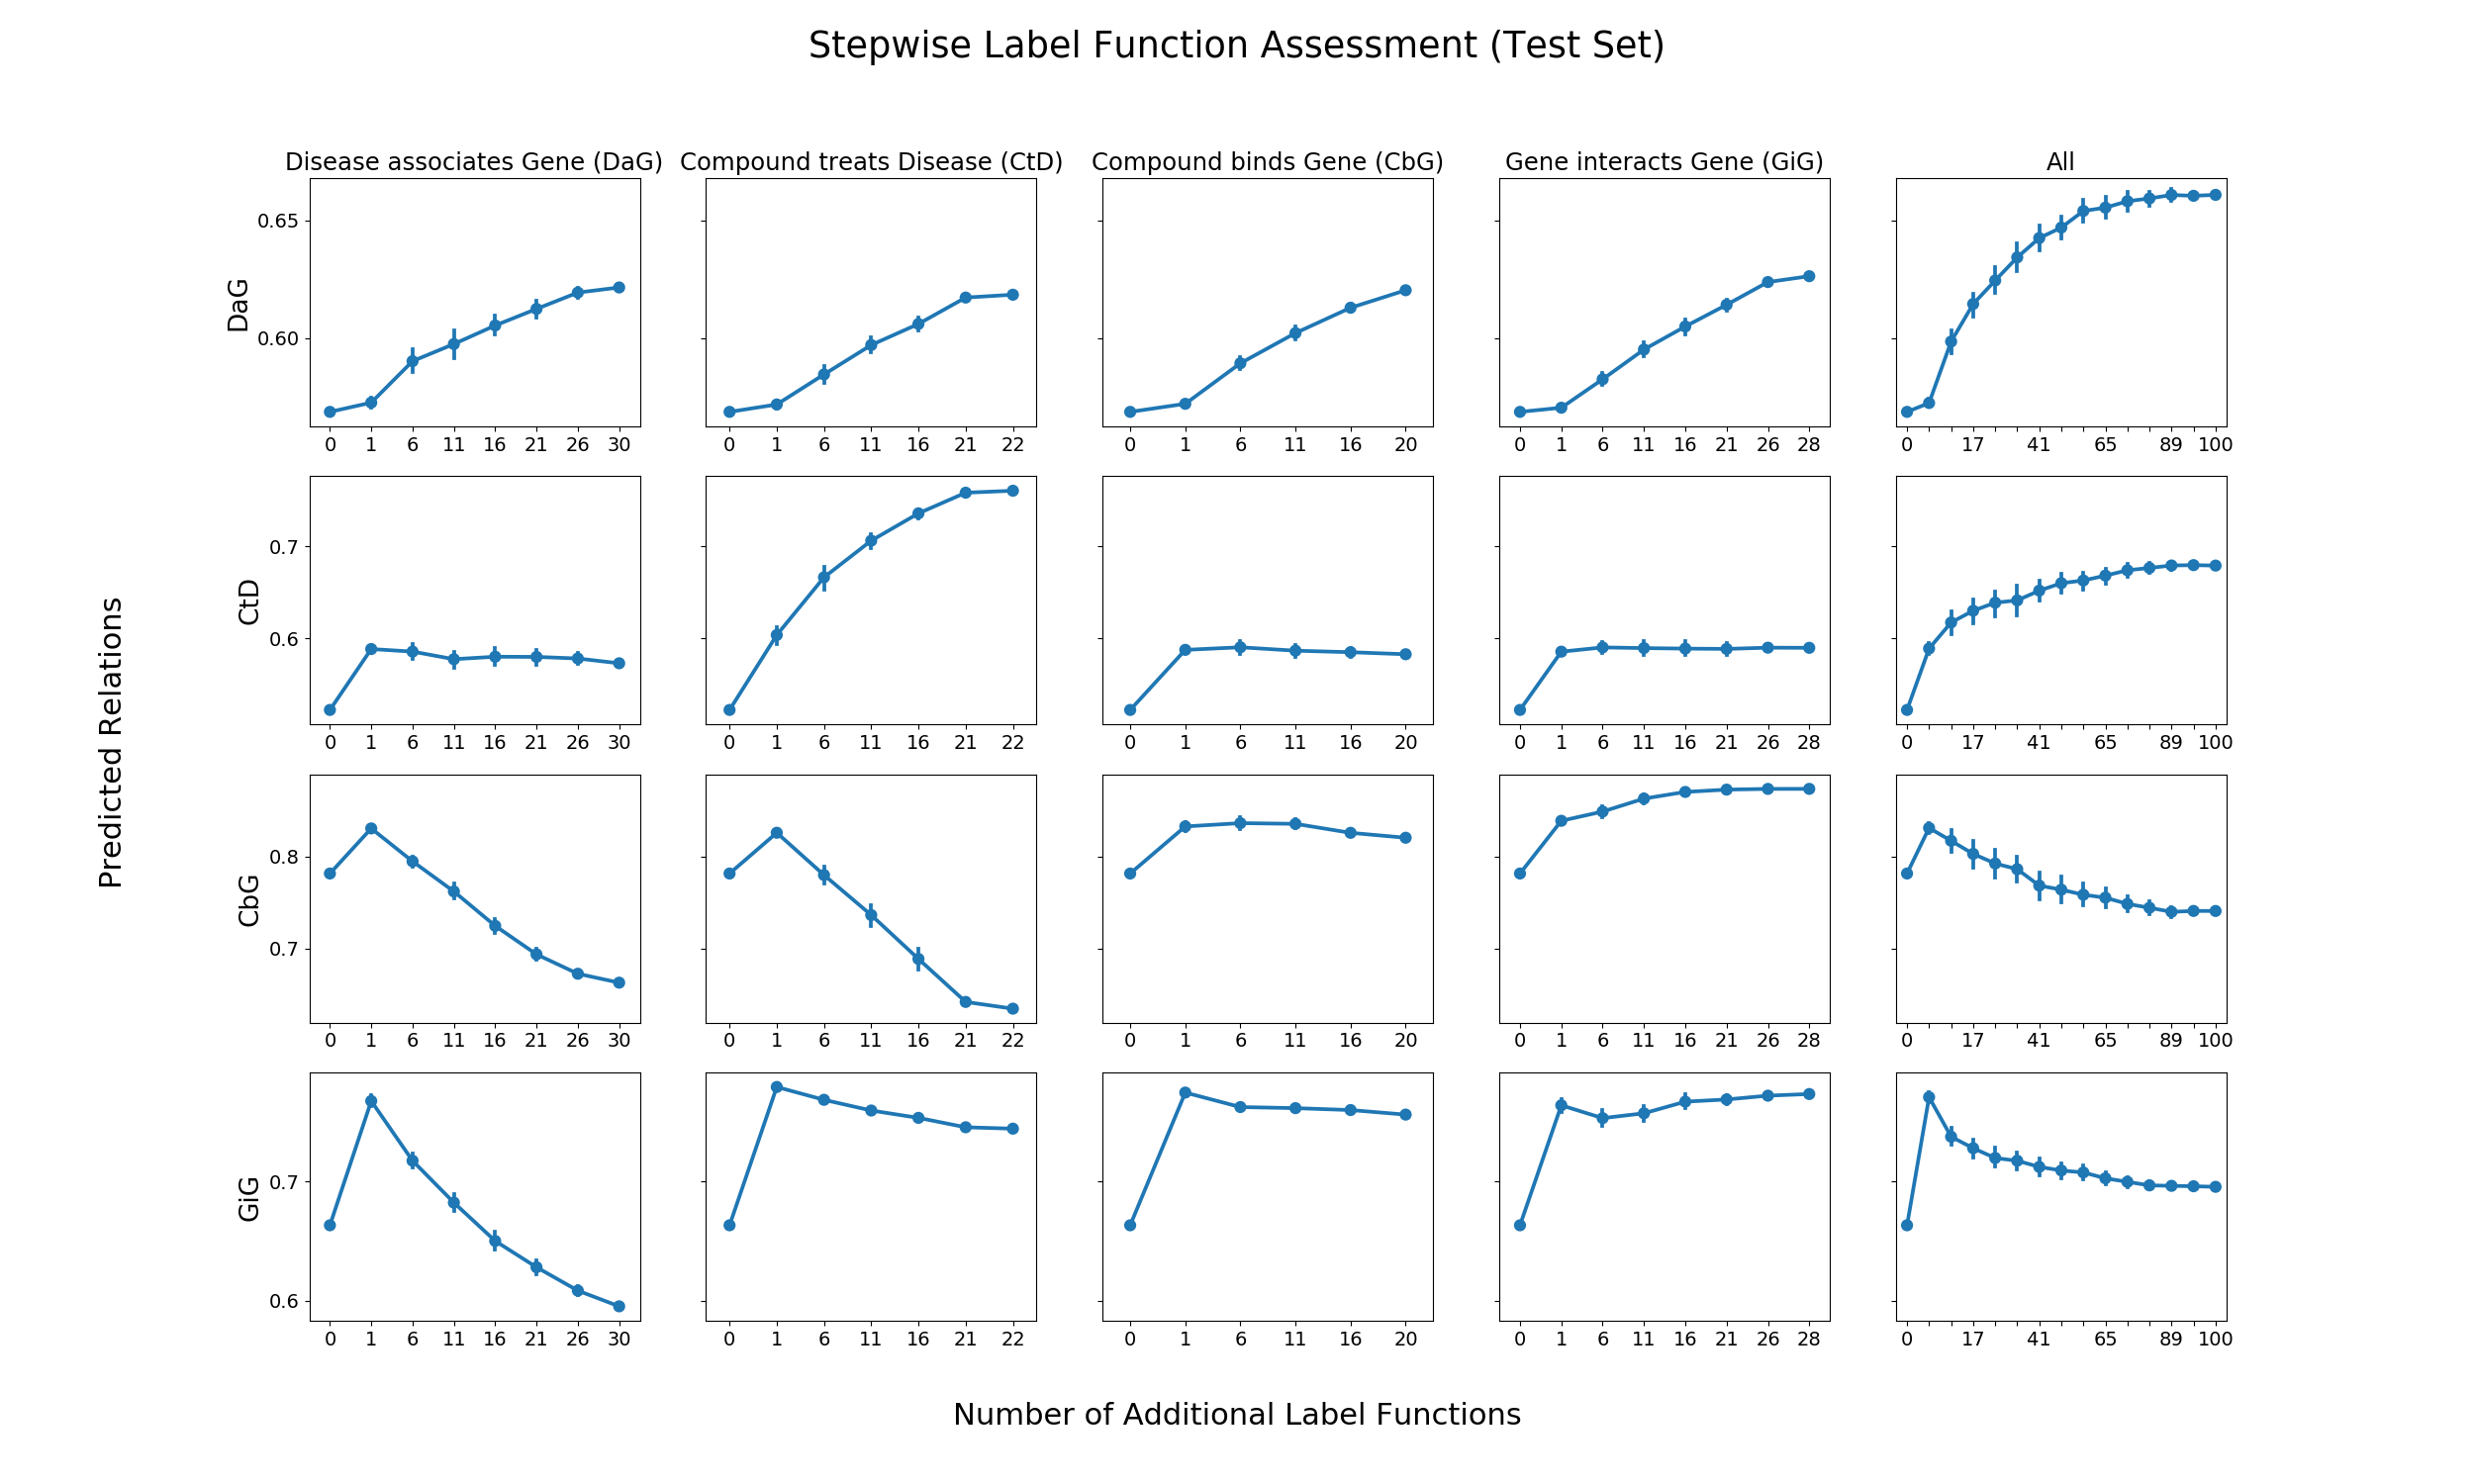 Stepwise Label Function Assessment (Test Set)
Disease associates Gene (DaG) Compound treats Disease (CtD) Compound binds Gene (CbG) Gene interacts Gene (GiG) All
Predicted Relations
DaG
0.65
0.60
0 1 6 11 16 21 26 30 0 1 6 11 16 21 22 0 1 6 11 16 20 0 1 6 11 16 21 26 28 0 17 41 65 89 100
CtD
0.7
0.6
0 1 6 11 16 21 26 30 0 1 6 11 16 21 22 0 1 6 11 16 20 0 1 6 11 16 21 26 28 0 17 41 65 89 100
CbG
0.8
0.7
0 1 6 11 16 21 26 30 0 1 6 11 16 21 22 0 1 6 11 16 20 0 1 6 11 16 21 26 28 0 17 41 65 89 100
GiG
0.7
0.6
0 1 6 11 16 21 26 30 0 1 6 11 16 21 22 0 1 6 11 16 20 0 1 6 11 16 21 26 28 0 17 41 65 89 100
Number of Additional Label Functions